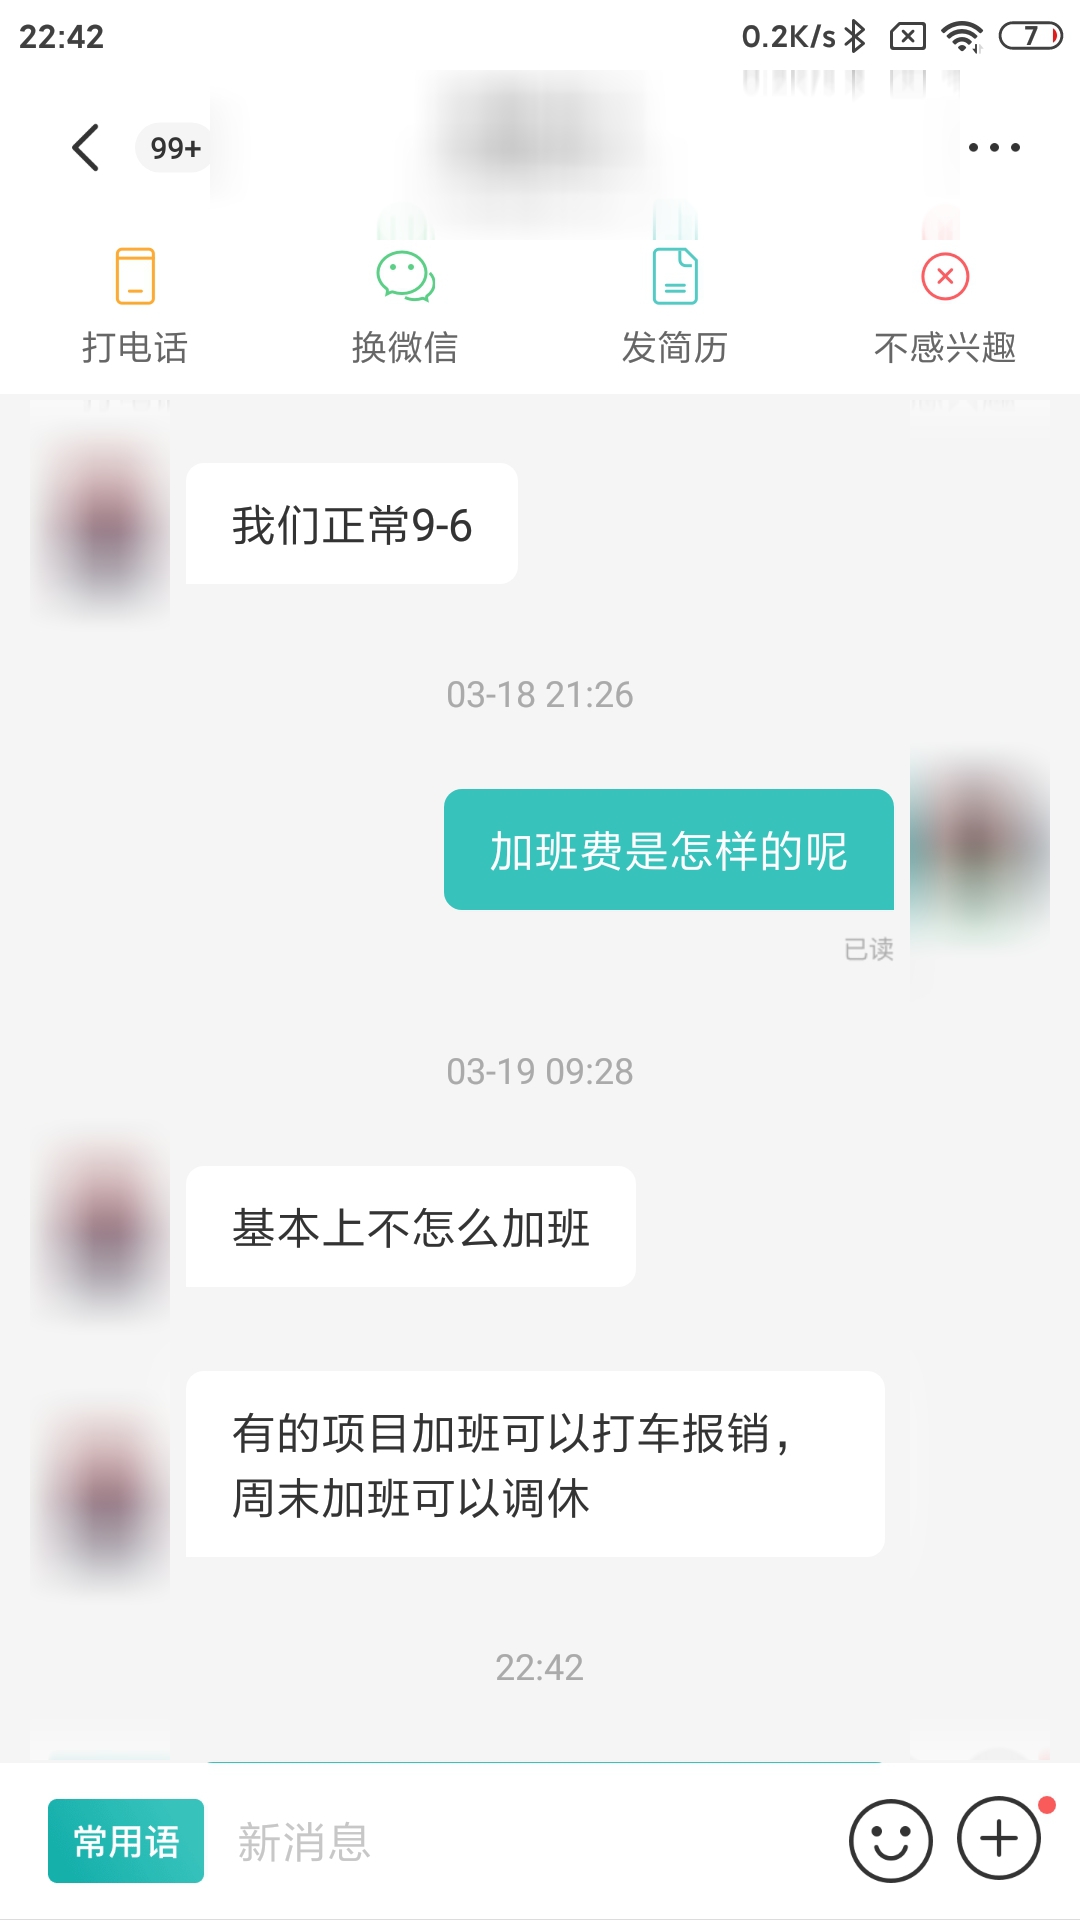 22:42 0.2K/s 7
99+
打电话 换微信 发简历 不感兴趣
我们正常9-6
03-18 21:26
加班费是怎样的呢
已读
03-19 09:28
基本上不怎么加班
有的项目加班可以打车报销，
周末加班可以调休
22:42
常用语 新消息